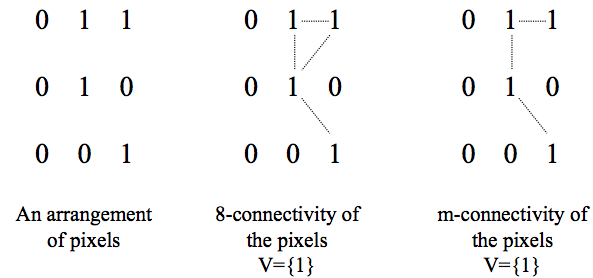 0 1 1
0 1 0
0 0 1
An arrangement
of pixels
0 1 1
0 1 0
0 0 1
8-connectivity of
the pixels
V={1}
0 1 1
0 1 0
0 0 1
m-connectivity of
the pixels
V={1}